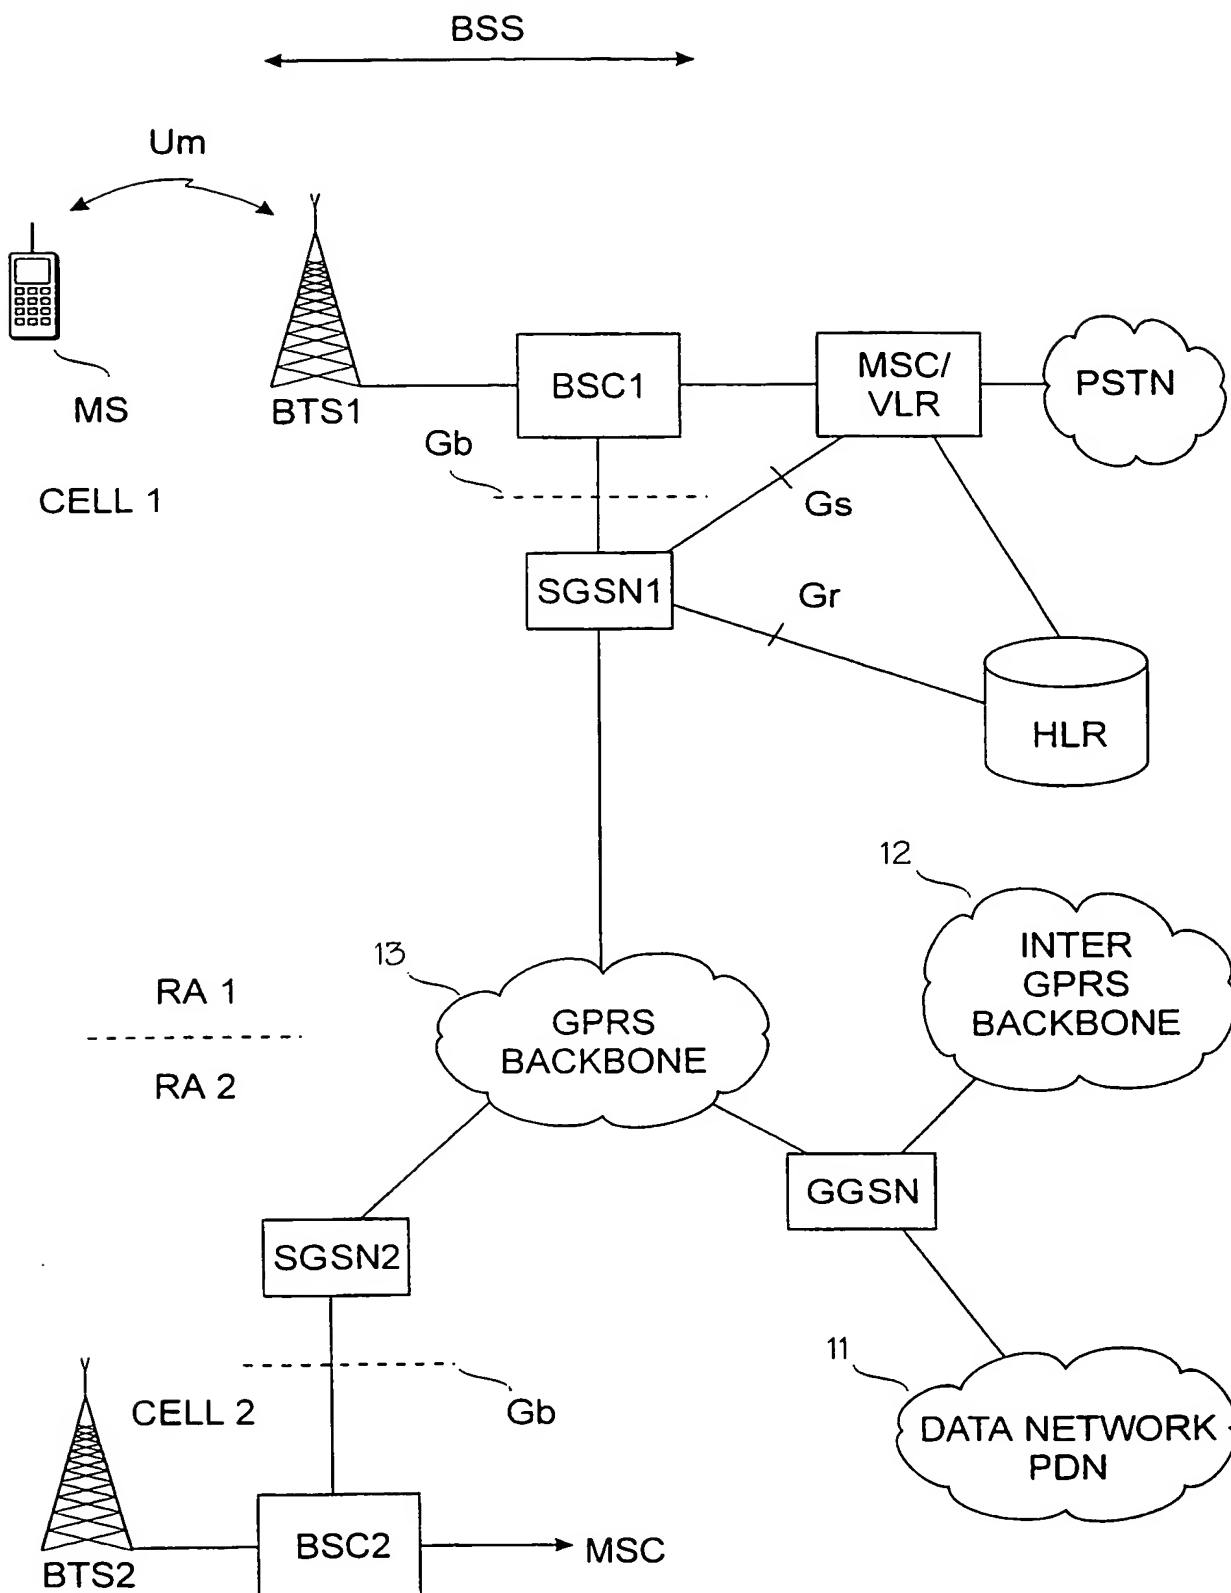 BSS
Um
MS
BTS1
BSC1
MSC/
VLR
PSTN
CELL 1
Gb
Gs
SGSN1
Gr
HLR
12
INTER
GPRS
BACKBONE
13
GPRS
BACKBONE
RA 1
RA 2
GGSN
SGSN2
11
DATA NETWORK
PDN
CELL 2
Gb
BTS2
BSC2
MSC